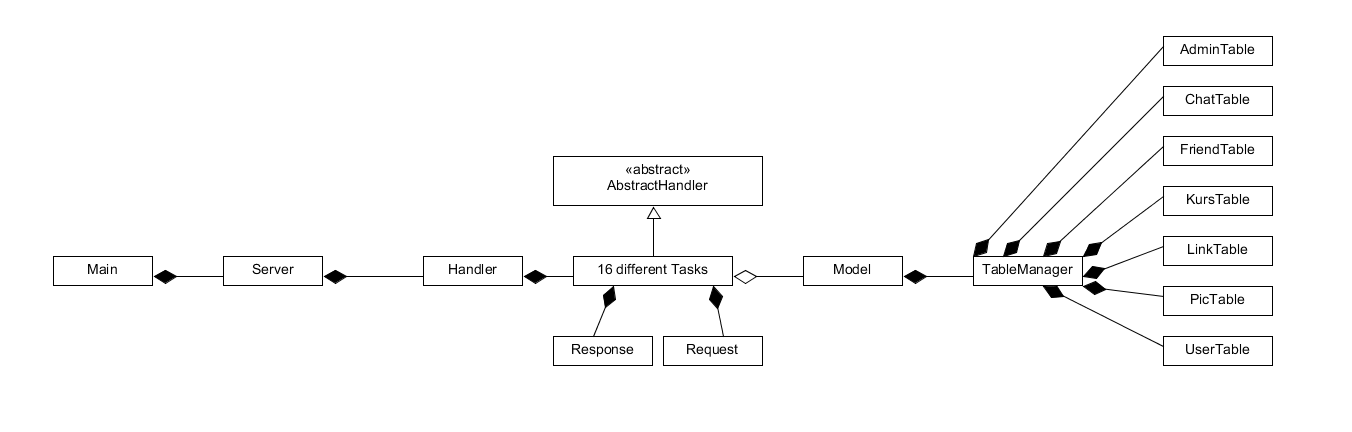 AdminTable
ChatTable
FriendTable
«abstract»
AbstractHandler
KursTable
LinkTable
Main
Server
Handler
16 different Tasks
Model
TableManager
PicTable
Response
Request
UserTable